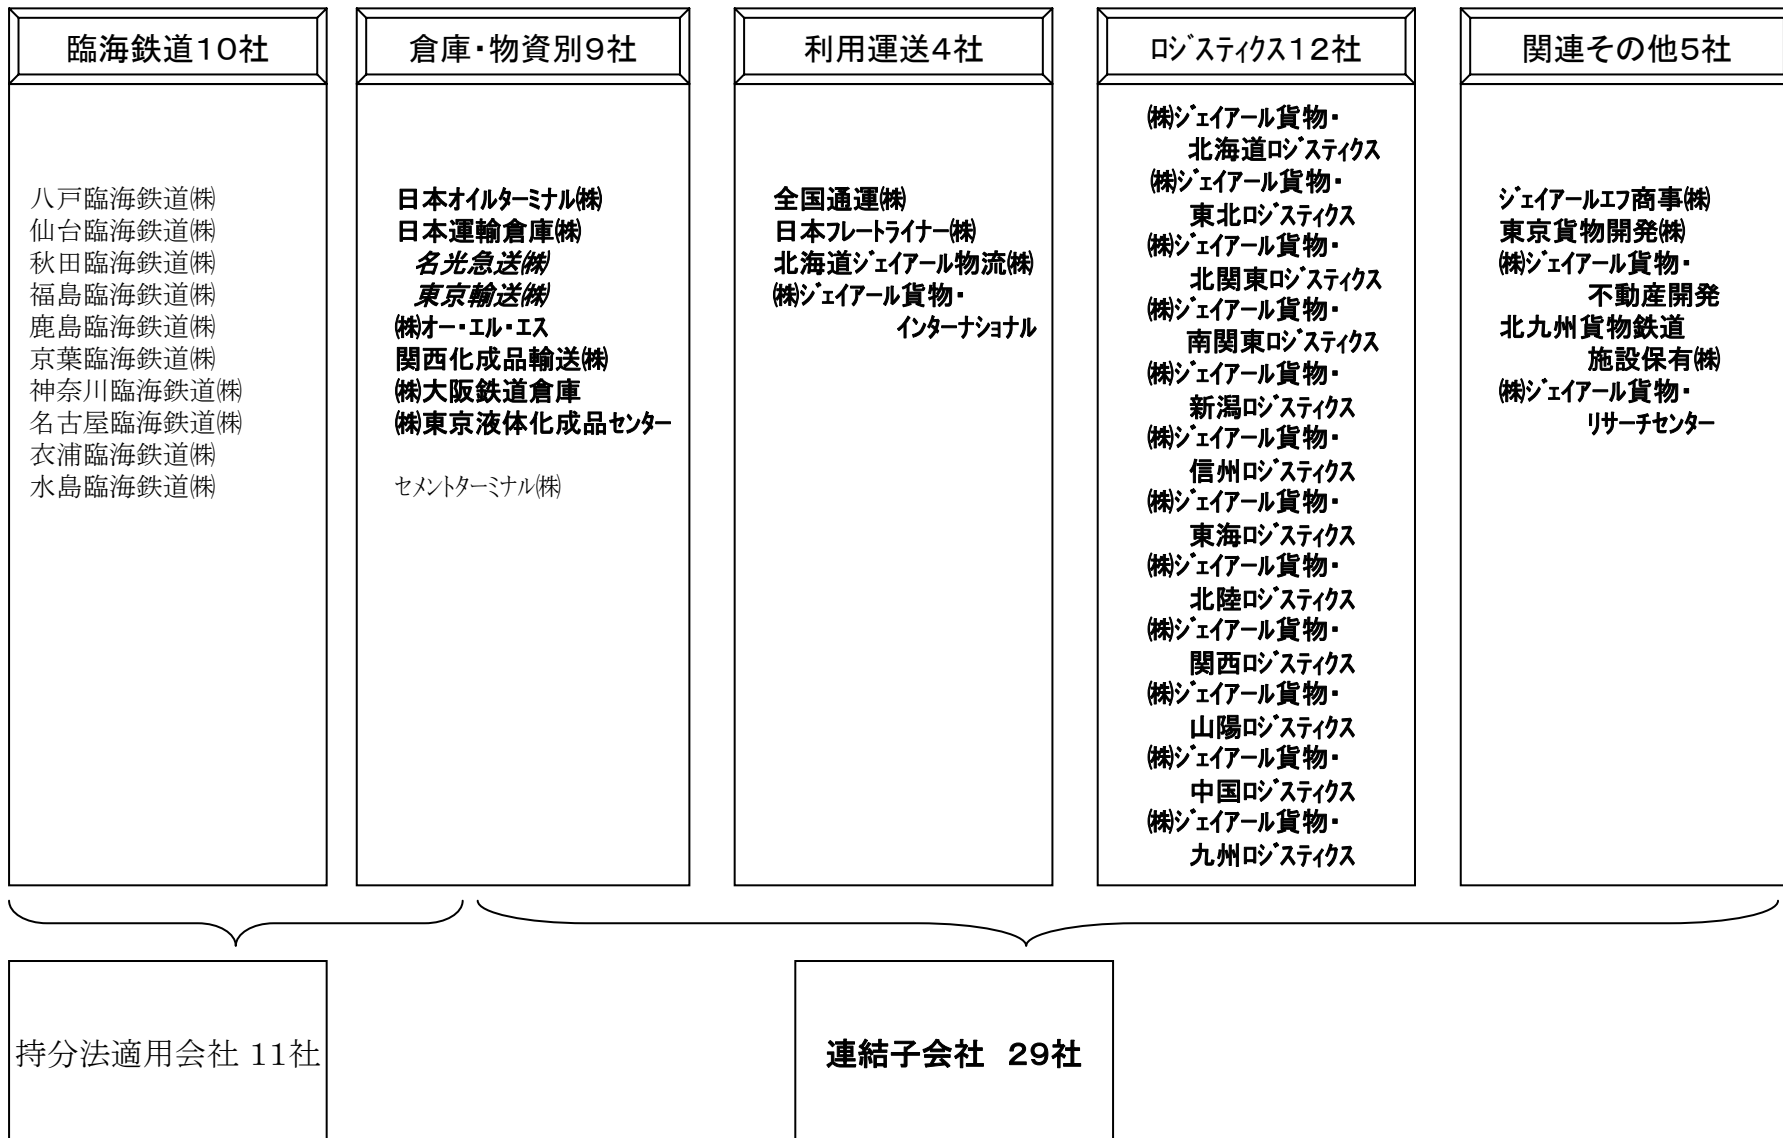 臨海鉄道10社
八戸臨海鉄道㈱
仙台臨海鉄道㈱
秋田臨海鉄道㈱
福島臨海鉄道㈱
鹿島臨海鉄道㈱
京葉臨海鉄道㈱
神奈川臨海鉄道㈱
名古屋臨海鉄道㈱
衣浦臨海鉄道㈱
水島臨海鉄道㈱
倉庫・物資別9社
日本オイルターミナル㈱
日本運輸倉庫㈱
名光急送㈱
東京輸送㈱
㈱オー・エル・エス
関西化成品輸送㈱
㈱大阪鉄道倉庫
㈱東京液体化成品センター
セメントターミナル㈱
利用運送4社
全国通運㈱
日本フレートライナー㈱
北海道ジェイアール物流㈱
㈱ジェイアール貨物・
インターナショナル
ロジスティクス12社
㈱ジェイアール貨物・
北海道ロジスティクス
㈱ジェイアール貨物・
東北ロジスティクス
㈱ジェイアール貨物・
北関東ロジスティクス
㈱ジェイアール貨物・
南関東ロジスティクス
㈱ジェイアール貨物・
新潟ロジスティクス
㈱ジェイアール貨物・
信州ロジスティクス
㈱ジェイアール貨物・
東海ロジスティクス
㈱ジェイアール貨物・
北陸ロジスティクス
㈱ジェイアール貨物・
関西ロジスティクス
㈱ジェイアール貨物・
山陽ロジスティクス
㈱ジェイアール貨物・
中国ロジスティクス
㈱ジェイアール貨物・
九州ロジスティクス
関連その他5社
ジェイアールエフ商事㈱
東京貨物開発㈱
㈱ジェイアール貨物・
不動産開発
北九州貨物鉄道
施設保有㈱
㈱ジェイアール貨物・
リサーチセンター
持分法適用会社 11社
連結子会社　29社